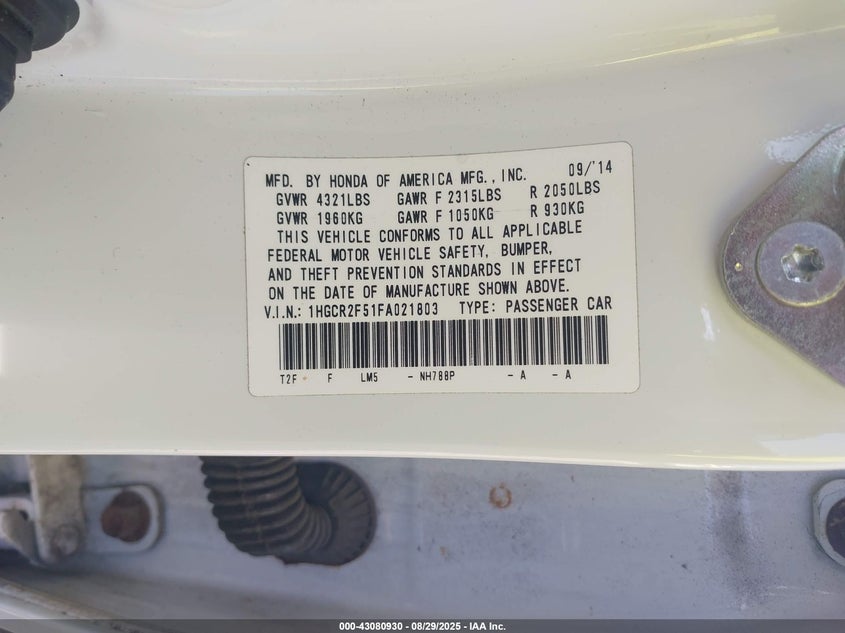 MFD. BY HONDA OF AMERICA MFG., INC. 09/'14
GVWR 4321LBS GAWR F 2315LBS R 2050LBS
GVWR 1960KG GAWR F 1050KG R 930KG
THIS VEHICLE CONFORMS TO ALL APPLICABLE
FEDERAL MOTOR VEHICLE SAFETY, BUMPER,
AND THEFT PREVENTION STANDARDS IN EFFECT
ON THE DATE OF MANUFACTURE SHOWN ABOVE.
V.I.N.: 1HGCR2F51FA021803 TYPE: PASSENGER CAR
T2F F LM5 - NH788P - A - A
000-43080930 - 08/29/2025 - IAA Inc.